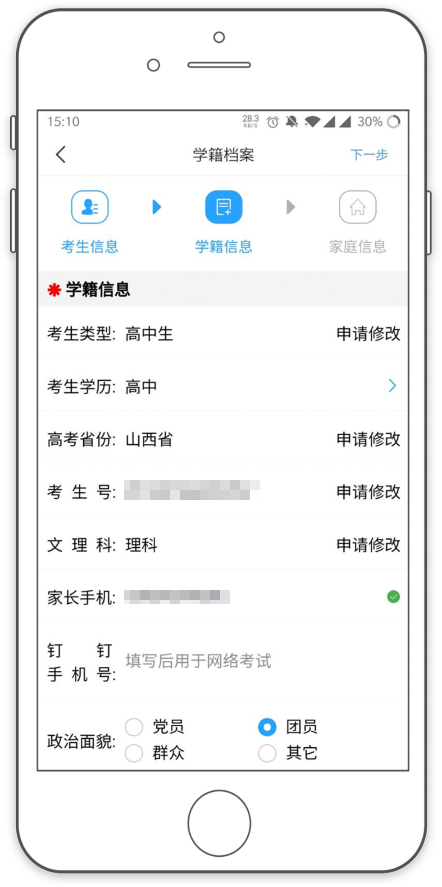 15:10 28.3 KB/S 30%
学籍档案 下一步
考生信息 学籍信息 家庭信息
学籍信息
考生类型: 高中生 申请修改
考生学历: 高中
高考省份: 山西省 申请修改
考 生 号: 申请修改
文 理 科: 理科 申请修改
家长手机:
钉 钉
手 机 号: 填写后用于网络考试
政治面貌: 党员 团员
群众 其它